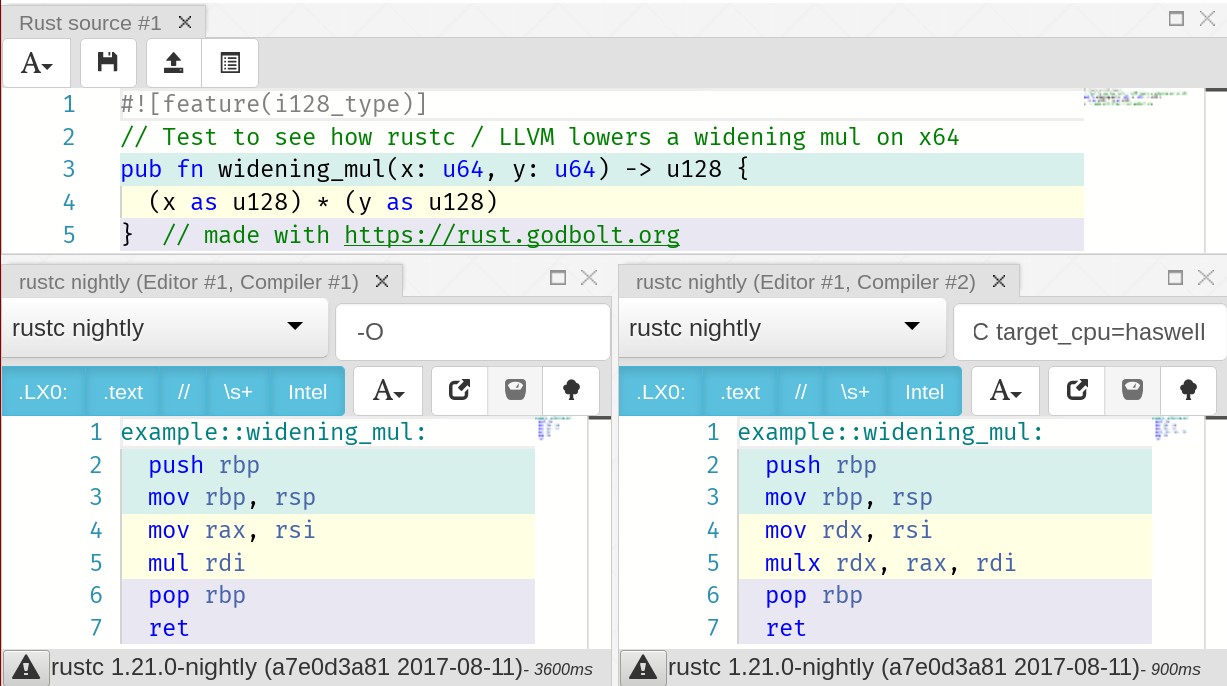 Rust source #1
A
1 #![feature(i128_type)]
2 // Test to see how rustc / LLVM lowers a widening mul on x64
3 pub fn widening_mul(x: u64, y: u64) -> u128 {
4 (x as u128) * (y as u128)
5 } // made with https://rust.godbolt.org
rustc nightly (Editor #1, Compiler #1)
rustc nightly
-O
.LX0: .text // \s+ Intel A
1 example::widening_mul:
2 push rbp
3 mov rbp, rsp
4 mov rax, rsi
5 mul rdi
6 pop rbp
7 ret
rustc 1.21.0-nightly (a7e0d3a81 2017-08-11)- 3600ms
rustc nightly (Editor #1, Compiler #2)
rustc nightly
C target_cpu=haswell
.LX0: .text // \s+ Intel A
1 example::widening_mul:
2 push rbp
3 mov rbp, rsp
4 mov rdx, rsi
5 mulx rdx, rax, rdi
6 pop rbp
7 ret
rustc 1.21.0-nightly (a7e0d3a81 2017-08-11)- 900ms